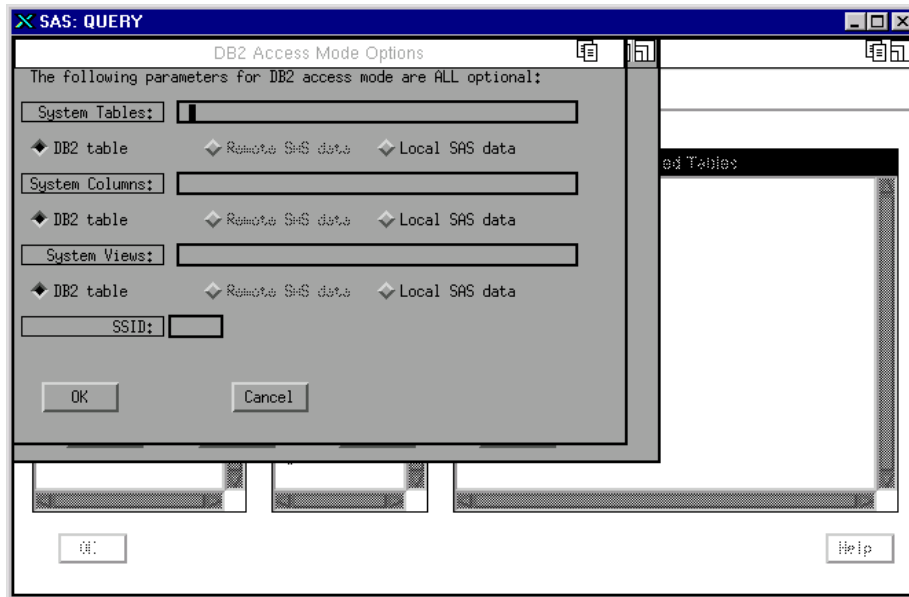 SAS: QUERY
DB2 Access Mode Options
The following parameters for DB2 access mode are ALL optional:
System Tables:
DB2 table Remote SAS data Local SAS data
ed Tables
System Columns:
DB2 table Remote SAS data Local SAS data
System Views:
DB2 table Remote SAS data Local SAS data
SSID:
OK Cancel
OK Help